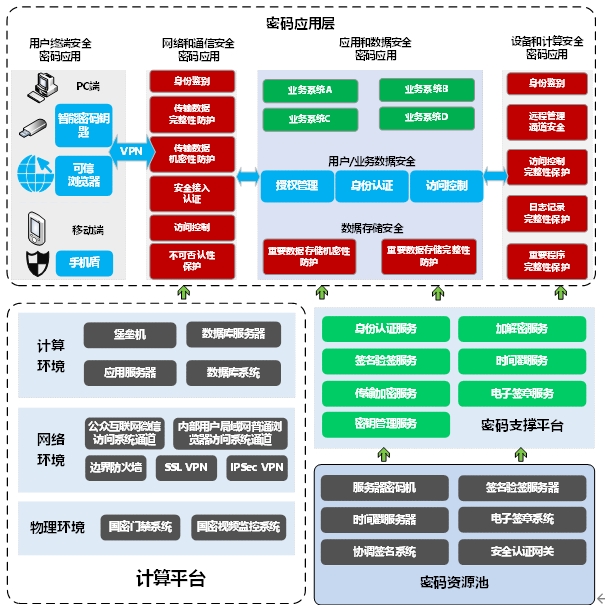 密码应用层
用户终端安全
密码应用
网络和通信安全
密码应用
应用和数据安全
密码应用
设备和计算安全
密码应用
PC端
智能密码钥
匙
可信
浏览器
移动端
手机盾
VPN
身份鉴别
传输数据
完整性防护
传输数据
机密性防护
安全接入
认证
访问控制
不可否认性
保护
业务系统A
业务系统B
业务系统C
业务系统D
用户/业务数据安全
授权管理
身份认证
访问控制
数据存储安全
重要数据存储机密性
防护
重要数据存储完整性
防护
身份鉴别
远程管理
通道安全
访问控制
完整性保护
日志记录
完整性保护
重要程序
完整性保护
计算
环境
堡垒机
数据库服务器
应用服务器
数据库系统
网络
环境
公众互联网微信
访问系统通道
内部用户局域网普通浏
览器访问系统通道
边界防火墙
SSL VPN
IPSec VPN
物理环境
国密门禁系统
国密视频监控系统
计算平台
身份认证服务
加解密服务
签名验签服务
时间戳服务
传输加密服务
电子签章服务
密钥管理服务
密码支撑平台
服务器密码机
签名验签服务器
时间戳服务器
电子签章系统
协调签名系统
安全认证网关
密码资源池